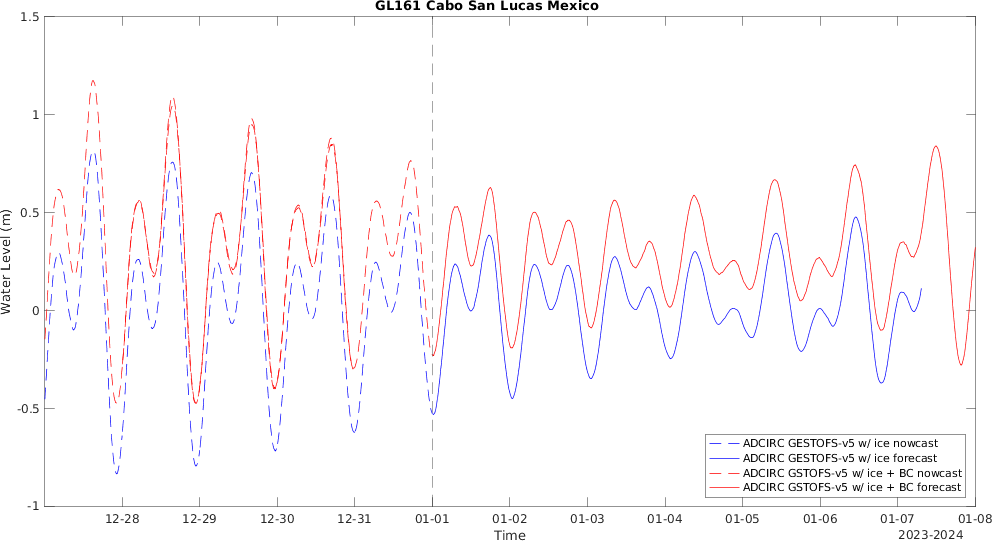 GL161 Cabo San Lucas Mexico
1.5
1
0.5
0
-0.5
-1
Water Level (m)
ADCIRC GESTOFS-v5 w/ ice nowcast
ADCIRC GESTOFS-v5 w/ ice forecast
ADCIRC GSTOFS-v5 w/ ice + BC nowcast
ADCIRC GSTOFS-v5 w/ ice + BC forecast
12-28 12-29 12-30 12-31 01-01 01-02 01-03 01-04 01-05 01-06 01-07 01-08
Time
2023-2024